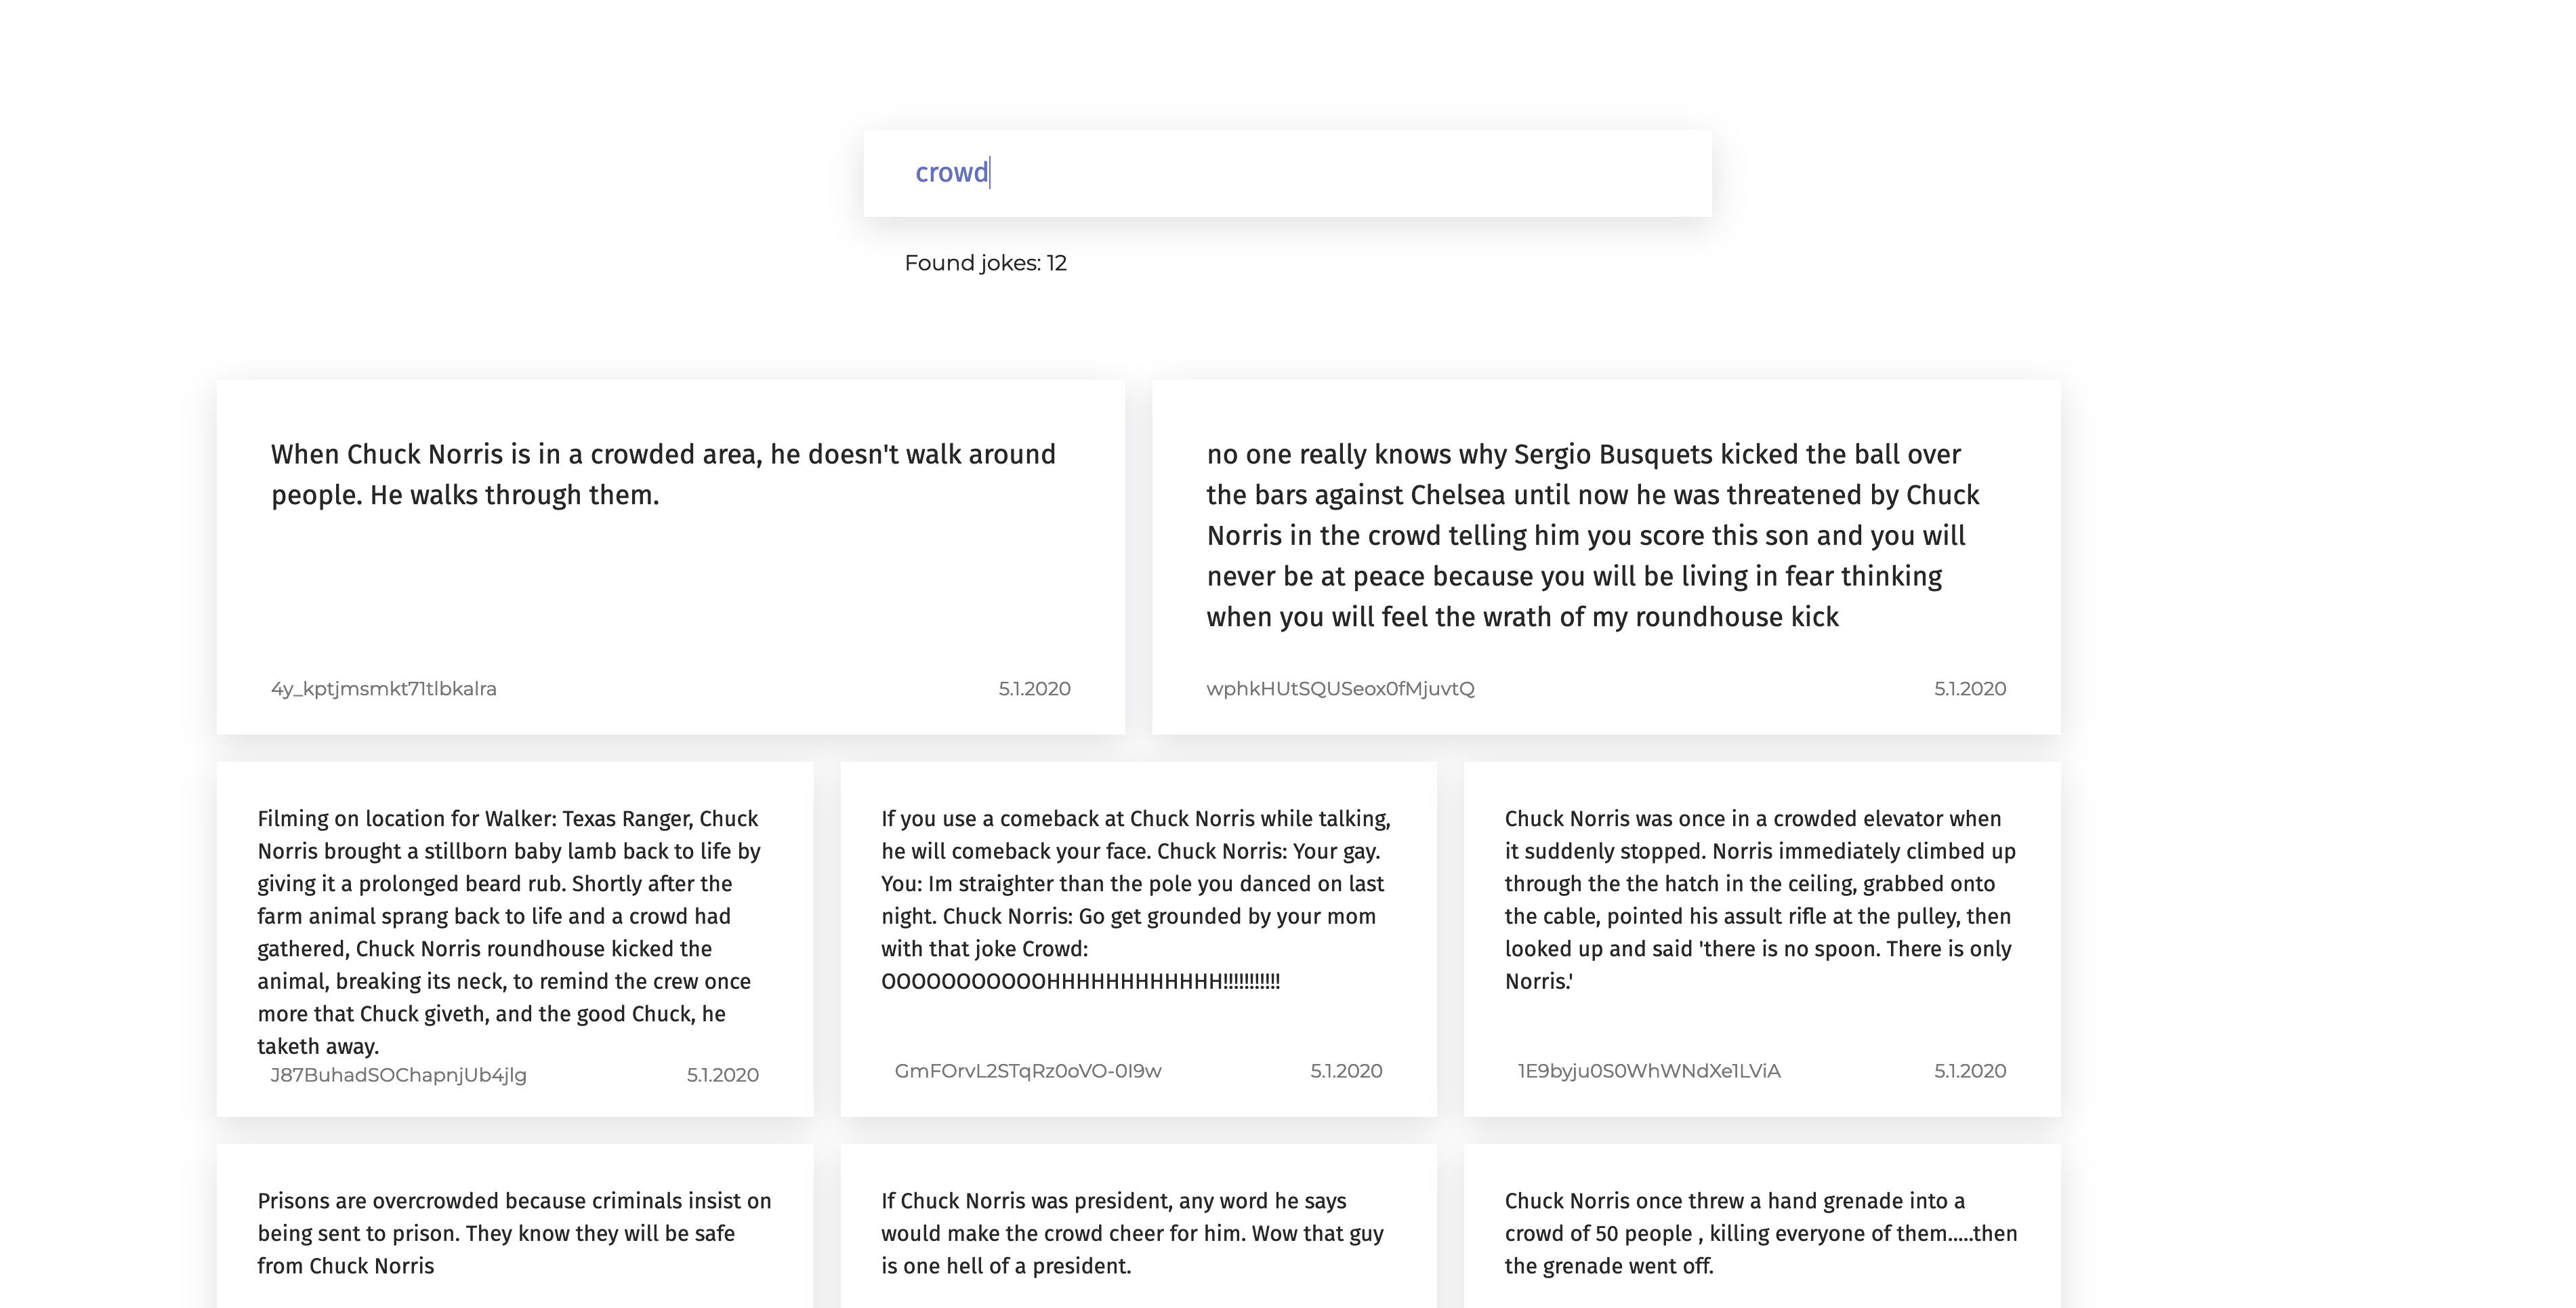 crowd
Found jokes: 12
When Chuck Norris is in a crowded area, he doesn't walk around
people. He walks through them.
4y_kptjmsmkt71tlbkalra
5.1.2020
no one really knows why Sergio Busquets kicked the ball over
the bars against Chelsea until now he was threatened by Chuck
Norris in the crowd telling him you score this son and you will
never be at peace because you will be living in fear thinking
when you will feel the wrath of my roundhouse kick
wphkHUtSQUSeox0fMjuvtQ
5.1.2020
Filming on location for Walker: Texas Ranger, Chuck
Norris brought a stillborn baby lamb back to life by
giving it a prolonged beard rub. Shortly after the
farm animal sprang back to life and a crowd had
gathered, Chuck Norris roundhouse kicked the
animal, breaking its neck, to remind the crew once
more that Chuck giveth, and the good Chuck, he
taketh away.
J87BuhadSOChapnjUb4jlg
5.1.2020
If you use a comeback at Chuck Norris while talking,
he will comeback your face. Chuck Norris: Your gay.
You: Im straighter than the pole you danced on last
night. Chuck Norris: Go get grounded by your mom
with that joke Crowd:
OOOOOOOOOOOHHHHHHHHHHHH!!!!!!!!!!!
GmFOrvL2STqRz0oVO-0I9w
5.1.2020
Chuck Norris was once in a crowded elevator when
it suddenly stopped. Norris immediately climbed up
through the the hatch in the ceiling, grabbed onto
the cable, pointed his assult rifle at the pulley, then
looked up and said 'there is no spoon. There is only
Norris.'
1E9byju0S0WhWNdXe1LViA
5.1.2020
Prisons are overcrowded because criminals insist on
being sent to prison. They know they will be safe
from Chuck Norris
If Chuck Norris was president, any word he says
would make the crowd cheer for him. Wow that guy
is one hell of a president.
Chuck Norris once threw a hand grenade into a
crowd of 50 people , killing everyone of them.....then
the grenade went off.